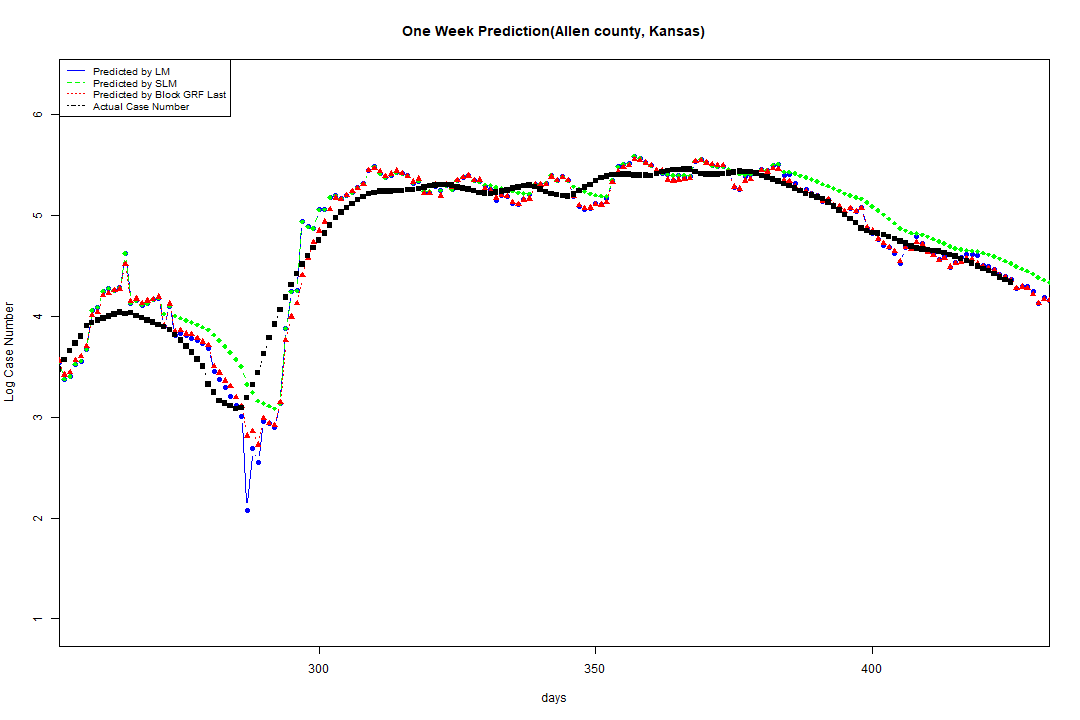 One Week Prediction(Allen county, Kansas)
Predicted by LM
Predicted by SLM
Predicted by Block GRF Last
Actual Case Number
6
5
4
3
2
1
Log Case Number
300 350 400
days